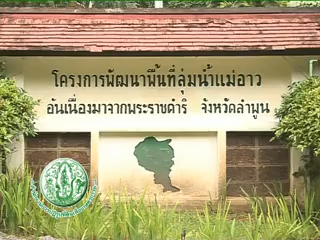 โครงการพัฒนาพื้นที่ลุ่มน้ำแม่อาว
อันเนื่องมาจากพระราชดำริ จังหวัดลำพูน